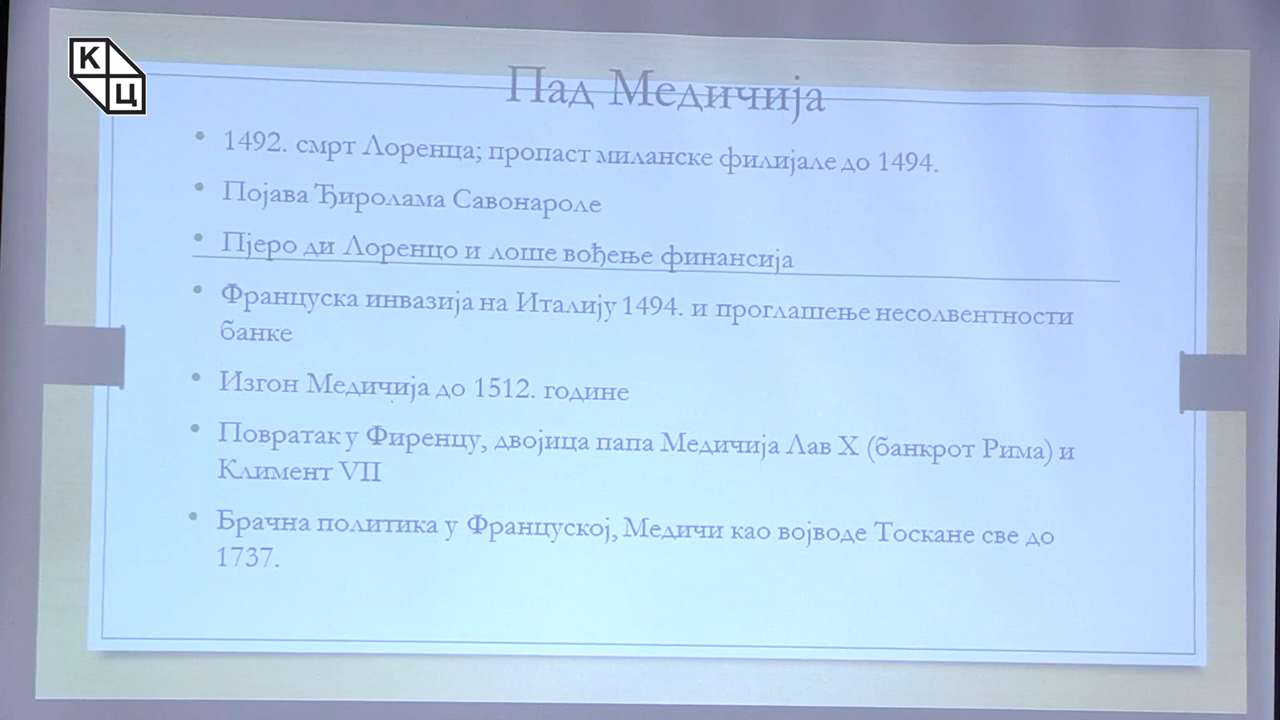 К
Ц
Пад Медичија
• 1492. смрт Лоренца; пропаст миланске филијале до 1494.
• Појава Ђиролама Савонароле
• Пјеро ди Лоренцо и лоше вођење финансија
• Француска инвазија на Италију 1494. и проглашење несолвентности
банке
• Изгон Медичија до 1512. године
• Повратак у Фиренцу, двојица папа Медичија Лав X (банкрот Рима) и
Климент VII
• Брачна политика у Француској, Медичи као војводе Тоскане све до
1737.